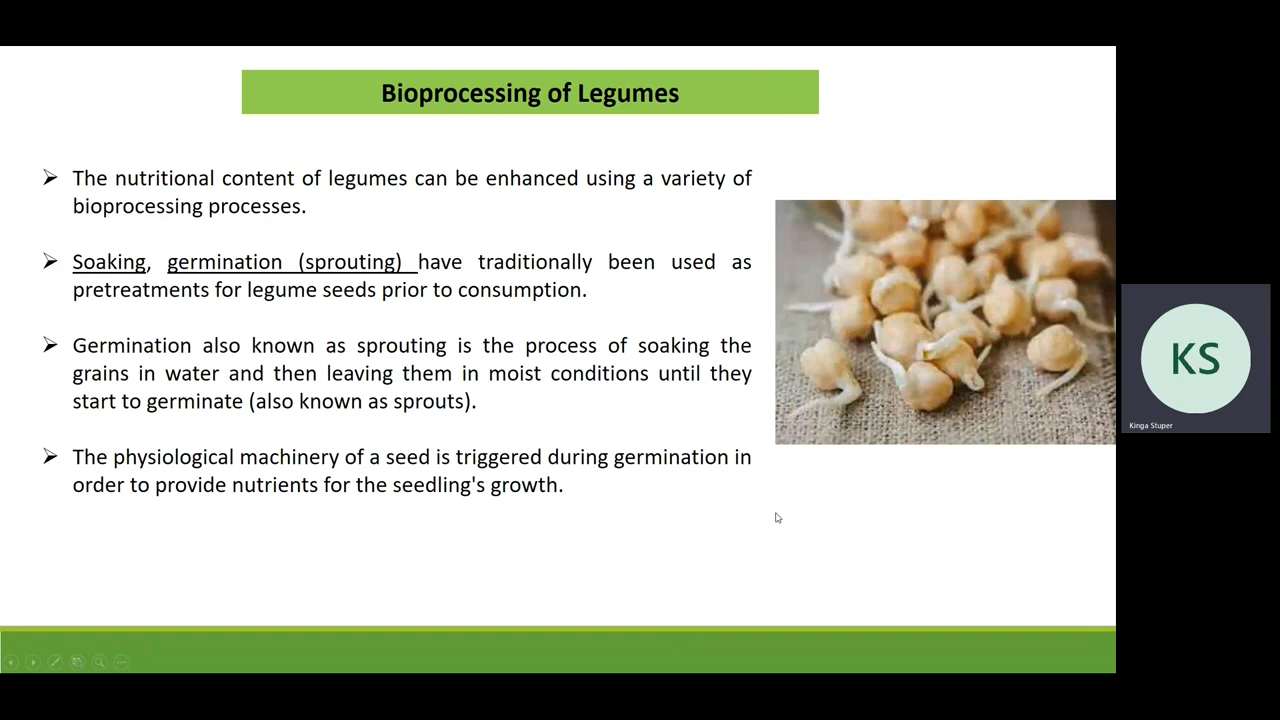 Bioprocessing of Legumes
➢ The nutritional content of legumes can be enhanced using a variety of
bioprocessing processes.
➢ Soaking, germination (sprouting) have traditionally been used as
pretreatments for legume seeds prior to consumption.
➢ Germination also known as sprouting is the process of soaking the
grains in water and then leaving them in moist conditions until they
start to germinate (also known as sprouts).
➢ The physiological machinery of a seed is triggered during germination in
order to provide nutrients for the seedling's growth.
KS
Kinga Stuper